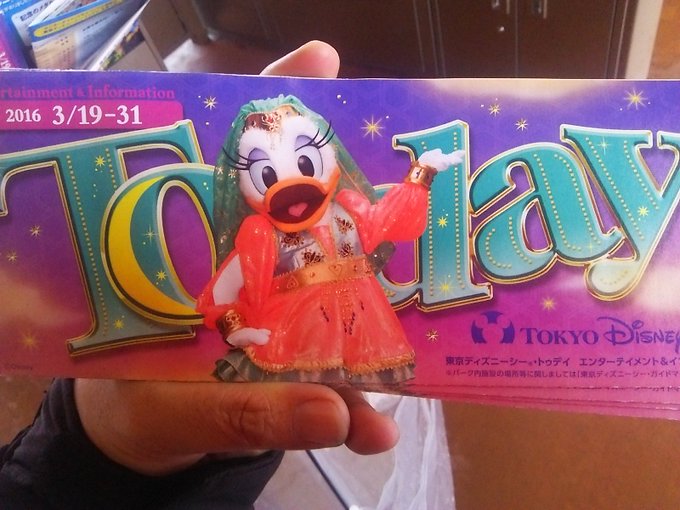 rtainment & Information
2016 3/19-31
Today
TOKYO Disney
東京ディズニーシー®・トゥデイ エンターテイメント&イ
※パーク内施設の場所等に関しましては「東京ディズニーシー・ガイドマ
©Disney